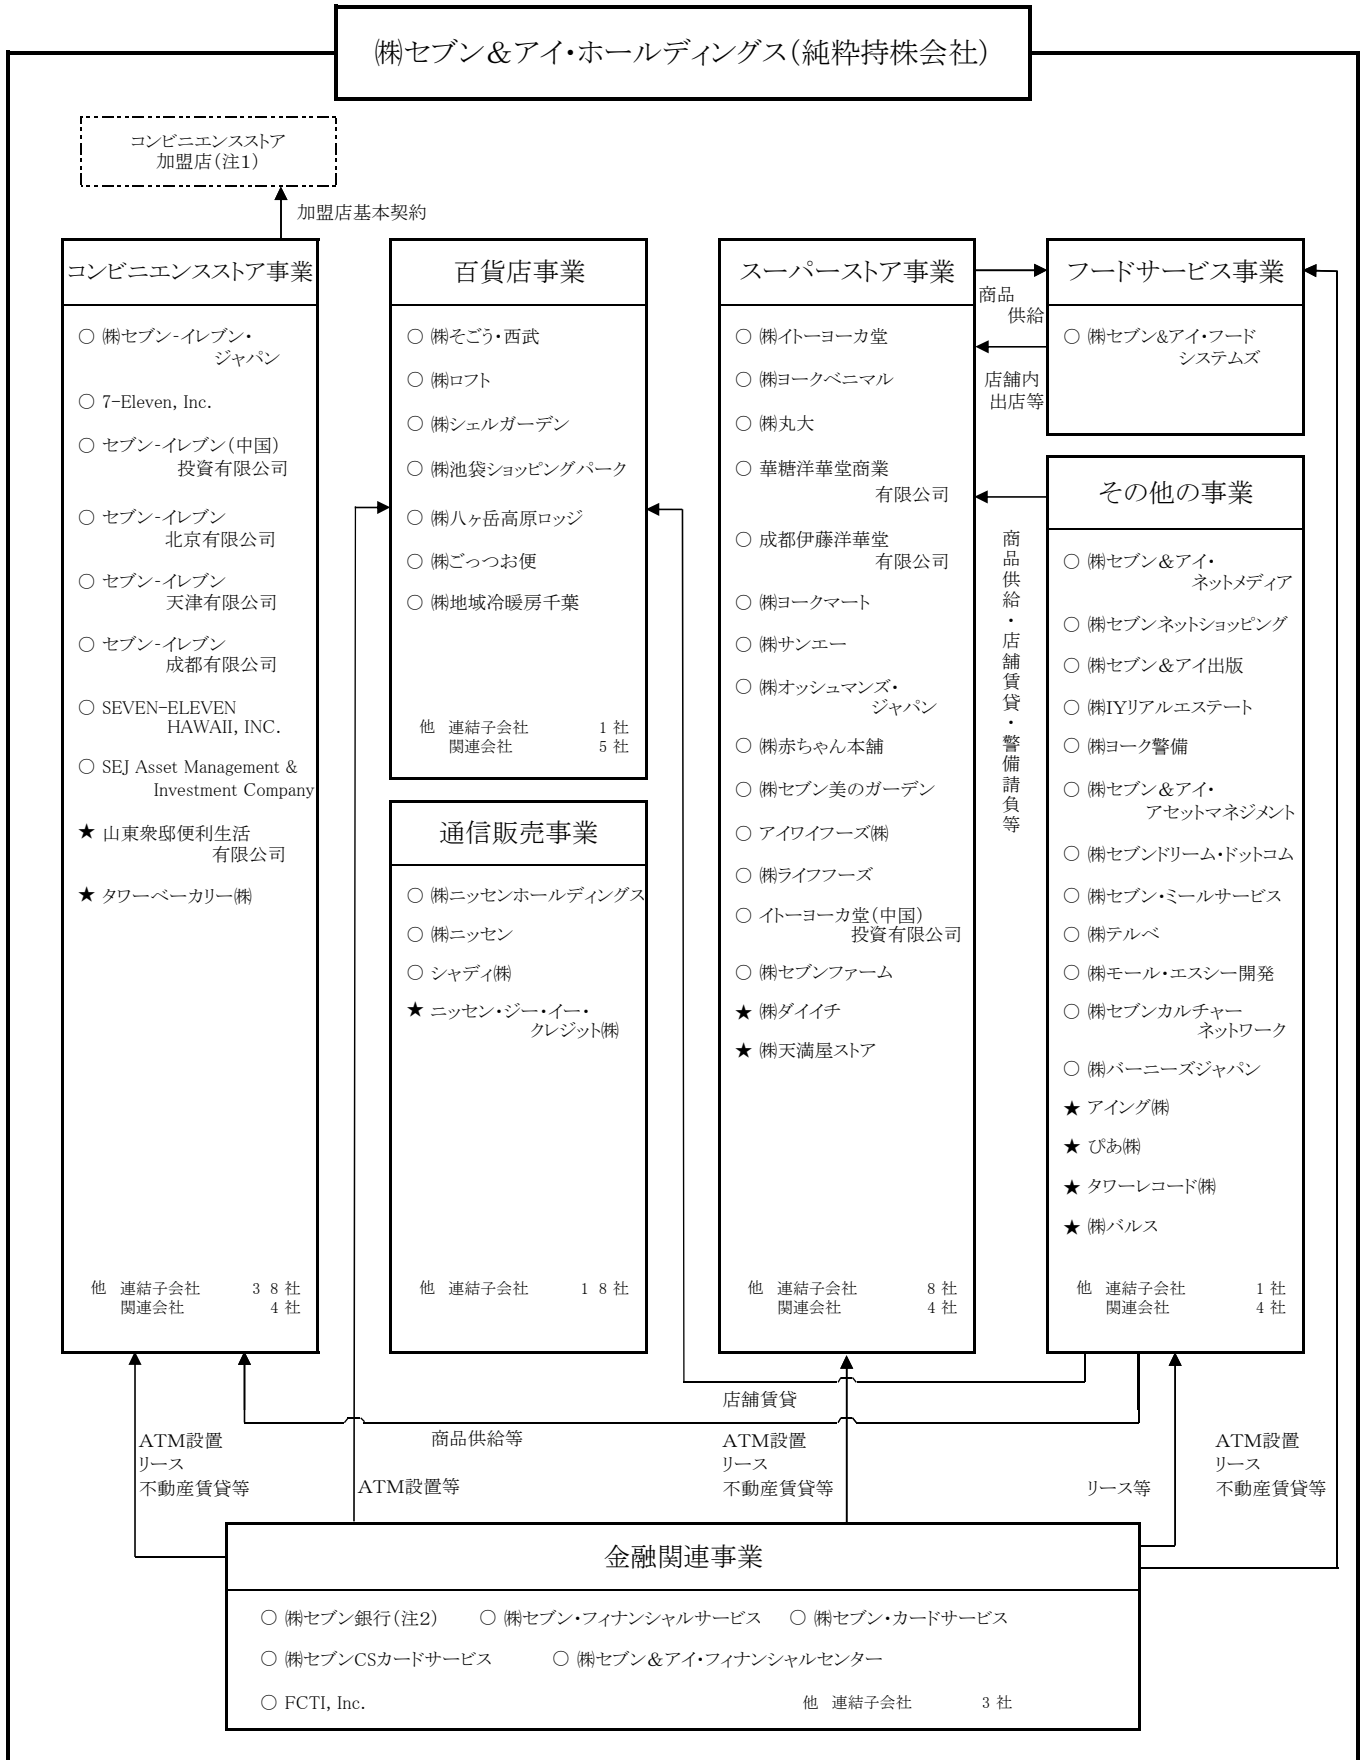 ㈱セブン＆アイ・ホールディングス（純粋持株会社）
コンビニエンスストア
加盟店（注１）
加盟店基本契約
コンビニエンスストア事業
○ ㈱セブン‐イレブン・
ジャパン
○ 7-Eleven, Inc.
○ セブン‐イレブン（中国）
投資有限公司
○ セブン‐イレブン
北京有限公司
○ セブン‐イレブン
天津有限公司
○ セブン‐イレブン
成都有限公司
○ SEVEN-ELEVEN
HAWAII, INC.
○ SEJ Asset Management &
Investment Company
★ 山東衆邸便利生活
有限公司
★ タワーベーカリー㈱
他 連結子会社 ３８社
関連会社 ４社
百貨店事業
○ ㈱そごう・西武
○ ㈱ロフト
○ ㈱シェルガーデン
○ ㈱池袋ショッピングパーク
○ ㈱八ヶ岳高原ロッジ
○ ㈱ごっつお便
○ ㈱地域冷暖房千葉
他 連結子会社 １社
関連会社 ５社
通信販売事業
○ ㈱ニッセンホールディングス
○ ㈱ニッセン
○ シャディ㈱
★ ニッセン・ジー・イー・
クレジット㈱
他 連結子会社 １８社
スーパーストア事業
○ ㈱イトーヨーカ堂
○ ㈱ヨークベニマル
○ ㈱丸大
○ 華糖洋華堂商業
有限公司
○ 成都伊藤洋華堂
有限公司
○ ㈱ヨークマート
○ ㈱サンエー
○ ㈱オッシュマンズ・
ジャパン
○ ㈱赤ちゃん本舗
○ ㈱セブン美のガーデン
○ アイワイフーズ㈱
○ ㈱ライフフーズ
○ イトーヨーカ堂（中国）
投資有限公司
○ ㈱セブンファーム
★ ㈱ダイイチ
★ ㈱天満屋ストア
他 連結子会社 ８社
関連会社 ４社
商品
供給
店舗内
出店等
商品供給・店舗賃貸・警備請負等
フードサービス事業
○ ㈱セブン&アイ・フード
システムズ
その他の事業
○ ㈱セブン＆アイ・
ネットメディア
○ ㈱セブンネットショッピング
○ ㈱セブン＆アイ出版
○ ㈱IYリアルエステート
○ ㈱ヨーク警備
○ ㈱セブン＆アイ・
アセットマネジメント
○ ㈱セブンドリーム・ドットコム
○ ㈱セブン・ミールサービス
○ ㈱テルベ
○ ㈱モール・エスシー開発
○ ㈱セブンカルチャー
ネットワーク
○ ㈱バーニーズジャパン
★ アイング㈱
★ ぴあ㈱
★ タワーレコード㈱
★ ㈱バルス
他 連結子会社 １社
関連会社 ４社
店舗賃貸
商品供給等
ATM設置
リース
不動産賃貸等
ATM設置等
ATM設置
リース
不動産賃貸等
リース等
ATM設置
リース
不動産賃貸等
金融関連事業
○ ㈱セブン銀行（注２） ○ ㈱セブン・フィナンシャルサービス ○ ㈱セブン・カードサービス
○ ㈱セブンCSカードサービス ○ ㈱セブン＆アイ・フィナンシャルセンター
○ FCTI, Inc. 他 連結子会社 ３社